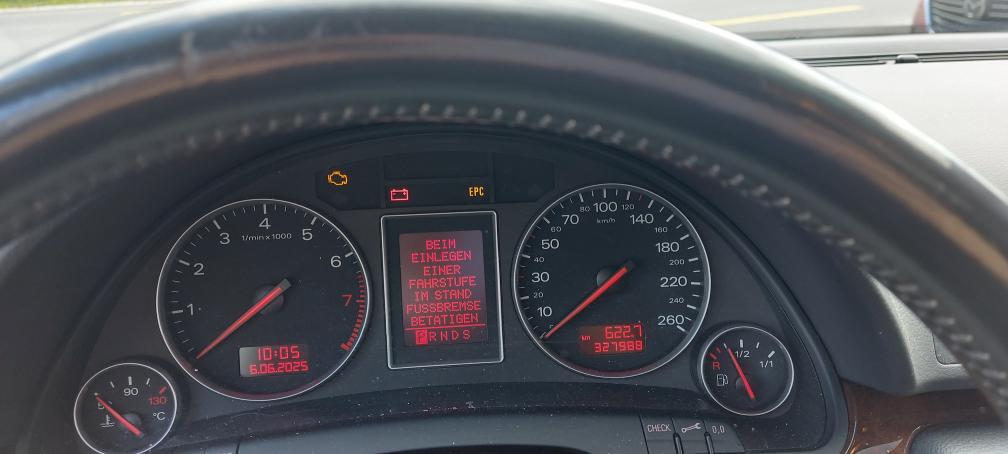 EPC
1
2
3
4
5
6
7
1/min x 1000
10:05
6.06.2025
BEIM
EINLEGEN
EINER
FAHRSTUFE
IM STAND
FUSSBREMSE
BETÄTIGEN
PRNDS
10
20
30
50
60
70
80
100
120
140
160
180
200
220
240
260
km/h
km
622.7
327988
90
130
°C
R
1/2
1/1
CHECK
0,0